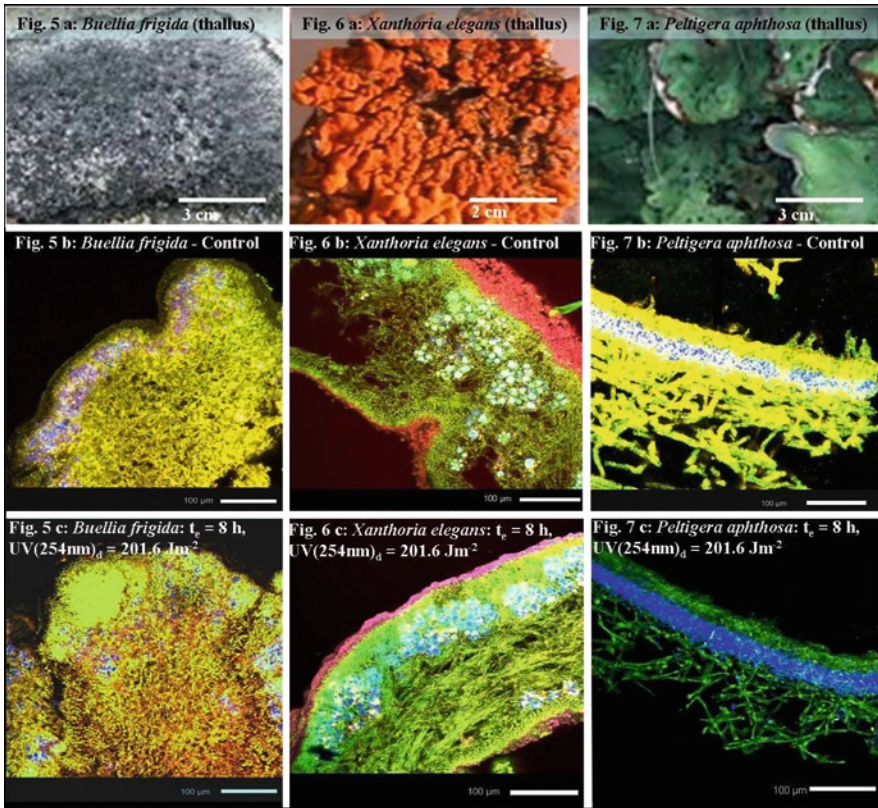 Fig. 5 a: Buellia frigida (thallus)
3 cm
Fig. 6 a: Xanthoria elegans (thallus)
2 cm
Fig. 7 a: Peltigera aphthosa (thallus)
3 cm
Fig. 5 b: Buellia frigida - Control
100 µm
Fig. 6 b: Xanthoria elegans - Control
100 µm
Fig. 7 b: Peltigera aphthosa - Control
100 µm
Fig. 5 c: Buellia frigida: tₑ = 8 h,
UV(254nm)d = 201.6 Jm⁻²
100 µm
Fig. 6 c: Xanthoria elegans: tₑ = 8 h,
UV(254nm)d = 201.6 Jm⁻²
100 µm
Fig. 7 c: Peltigera aphthosa: tₑ = 8 h,
UV(254nm)d = 201.6 Jm⁻²
100 µm